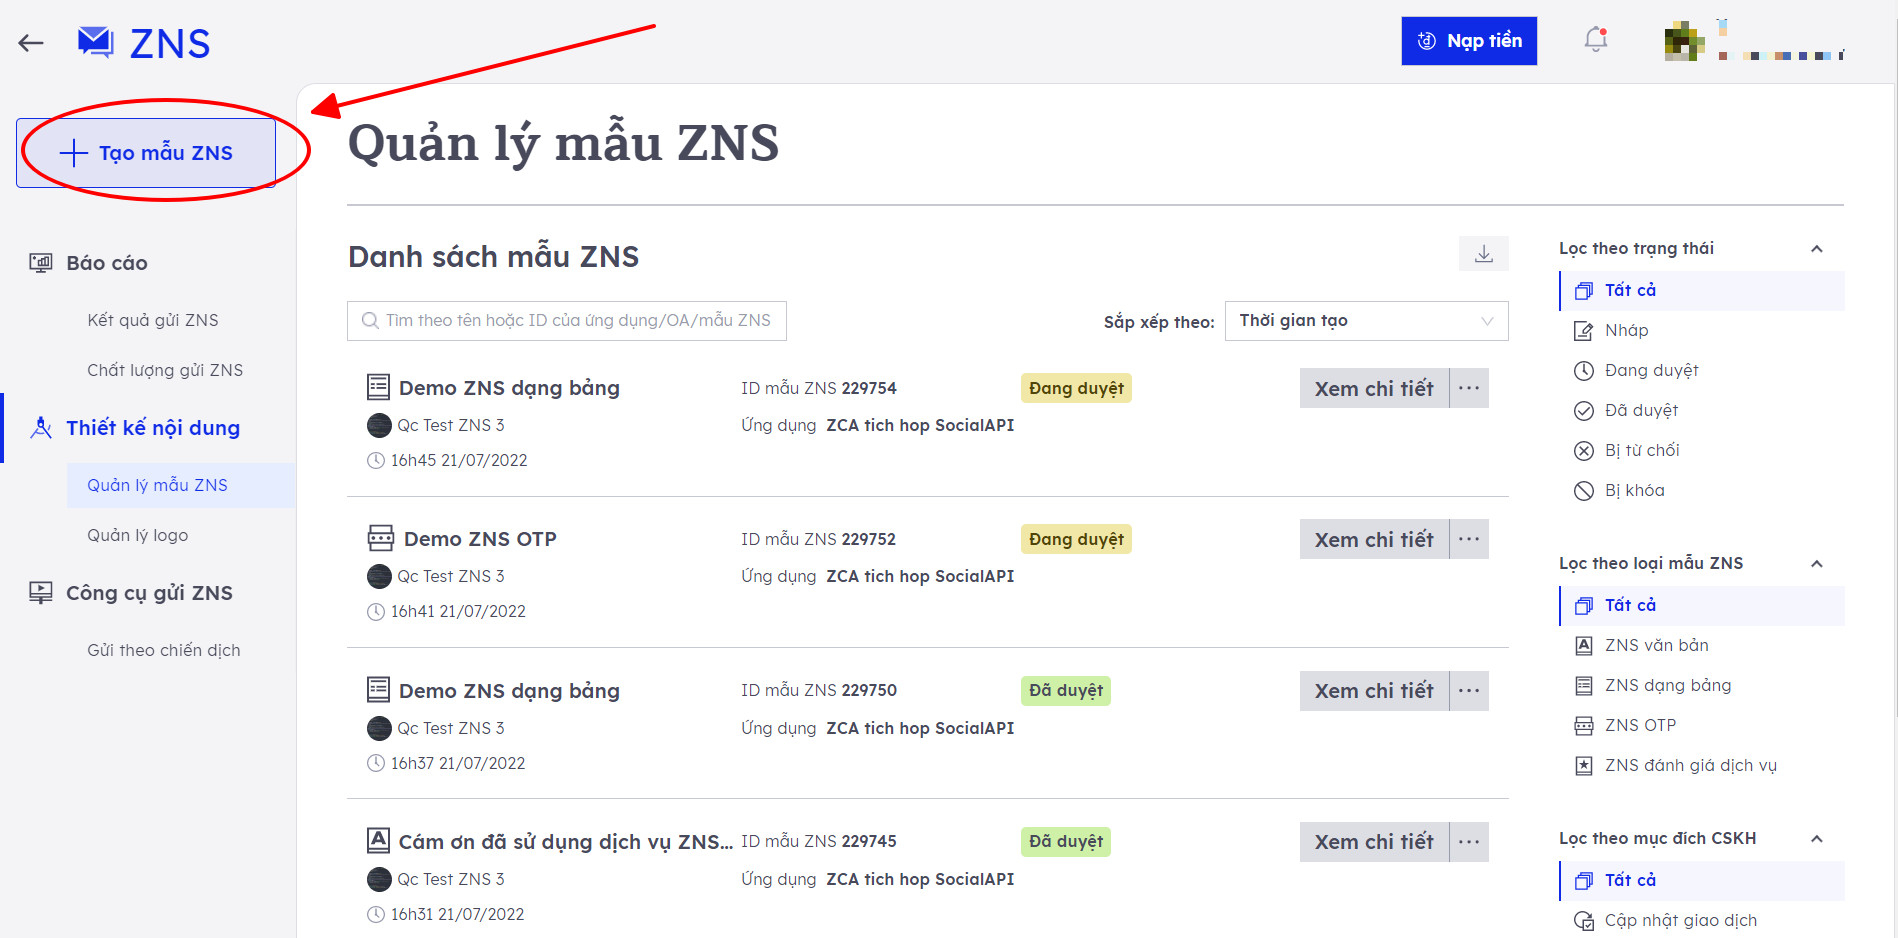 ZNS
Nạp tiền
Tạo mẫu ZNS
Báo cáo
Kết quả gửi ZNS
Chất lượng gửi ZNS
Thiết kế nội dung
Quản lý mẫu ZNS
Quản lý logo
Công cụ gửi ZNS
Gửi theo chiến dịch
Quản lý mẫu ZNS
Danh sách mẫu ZNS
Tìm theo tên hoặc ID của ứng dụng/OA/mẫu ZNS
Sắp xếp theo: Thời gian tạo
Demo ZNS dạng bảng ID mẫu ZNS 229754 Đang duyệt Xem chi tiết ...
Qc Test ZNS 3 Ứng dụng ZCA tich hop SocialAPI
16h45 21/07/2022
Demo ZNS OTP ID mẫu ZNS 229752 Đang duyệt Xem chi tiết ...
Qc Test ZNS 3 Ứng dụng ZCA tich hop SocialAPI
16h41 21/07/2022
Demo ZNS dạng bảng ID mẫu ZNS 229750 Đã duyệt Xem chi tiết ...
Qc Test ZNS 3 Ứng dụng ZCA tich hop SocialAPI
16h37 21/07/2022
Cám ơn đã sử dụng dịch vụ ZNS... ID mẫu ZNS 229745 Đã duyệt Xem chi tiết ...
Qc Test ZNS 3 Ứng dụng ZCA tich hop SocialAPI
16h31 21/07/2022
Lọc theo trạng thái
Tất cả
Nháp
Đang duyệt
Đã duyệt
Bị từ chối
Bị khóa
Lọc theo loại mẫu ZNS
Tất cả
ZNS văn bản
ZNS dạng bảng
ZNS OTP
ZNS đánh giá dịch vụ
Lọc theo mục đích CSKH
Tất cả
Cập nhật giao dịch